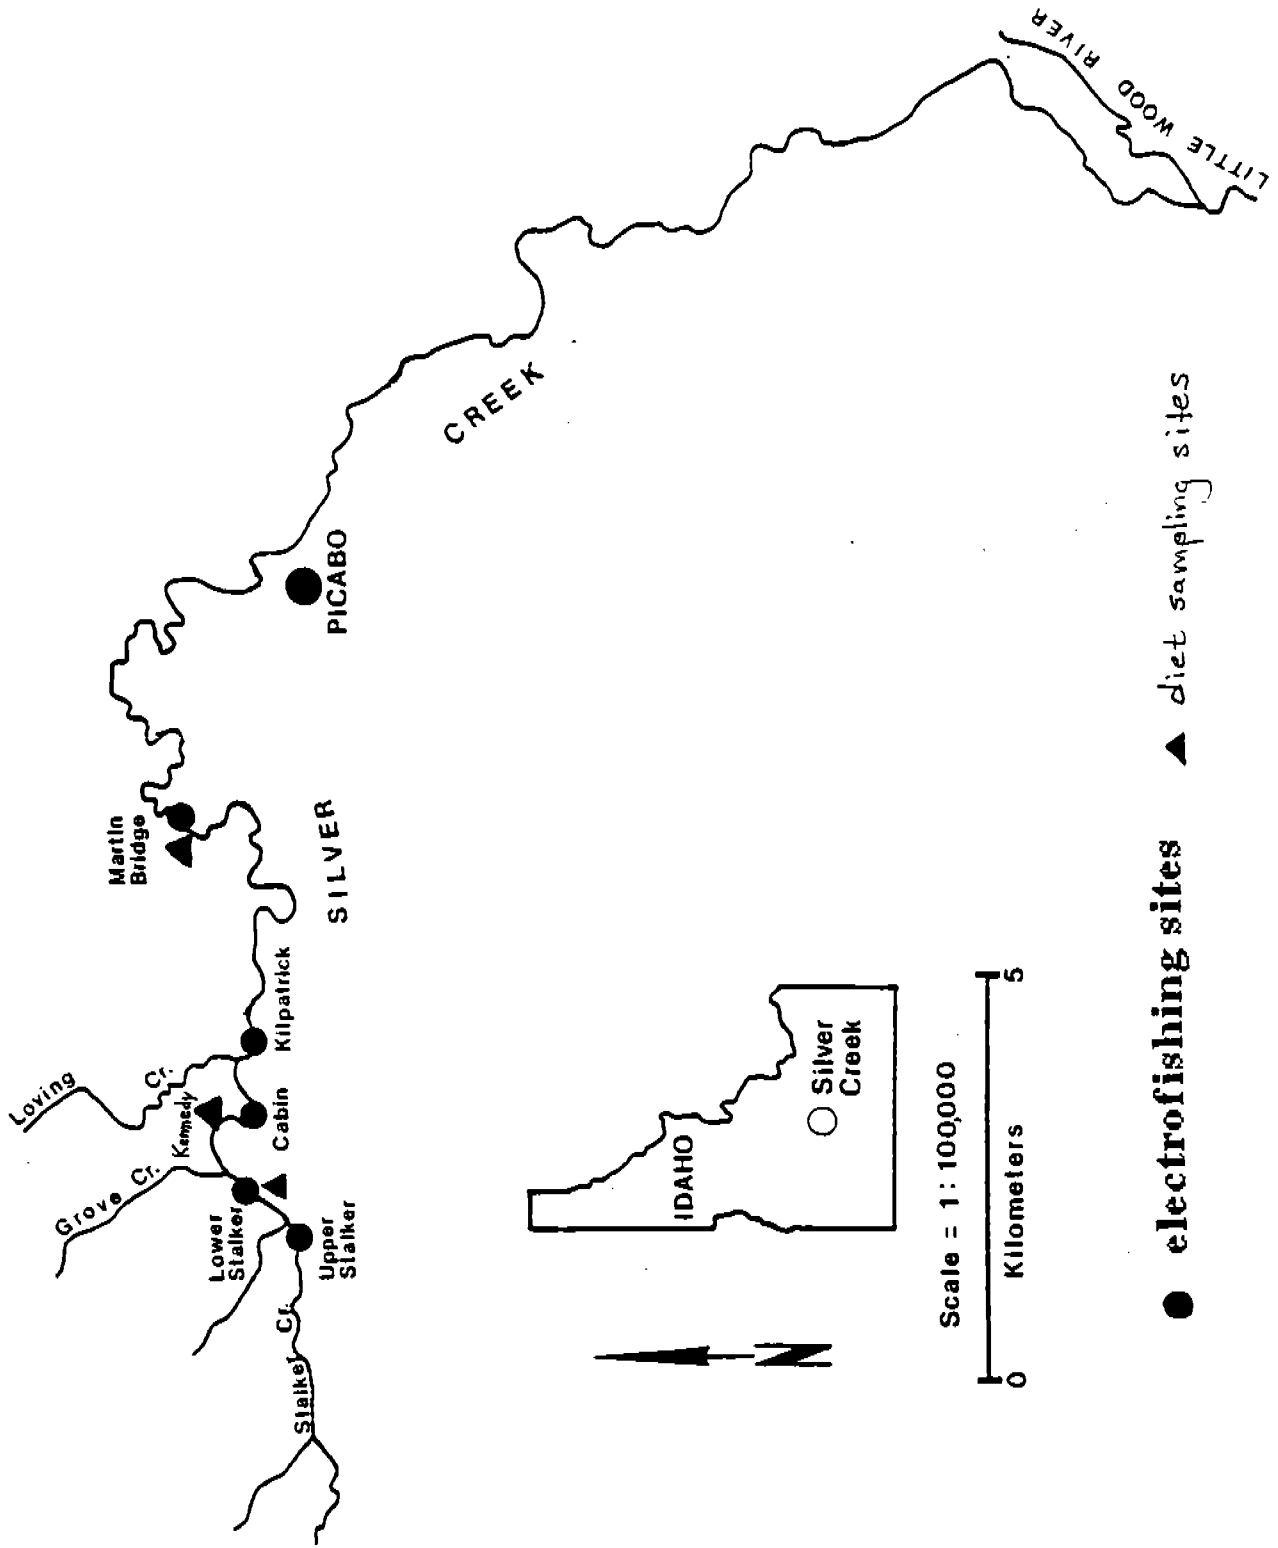 Loving
Cr.
Grove Cr.
Kennedy
Martin
Bridge
Lower
Stalker
Upper
Stalker
Cabin
Kilpatrick
Stalker Cr.
SILVER
CREEK
PICABO
LITTLE WOOD RIVER
IDAHO
Silver
Creek
N
Scale = 1:100,000
0 5
Kilometers
electrofishing sites
diet sampling sites